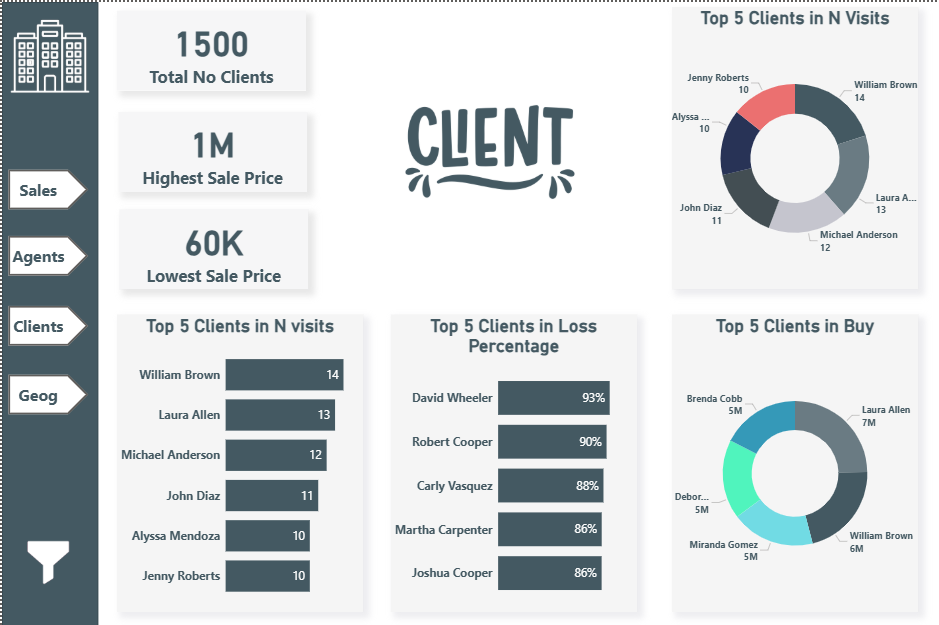 Sales
Agents
Clients
Geog
1500
Total No Clients
1M
Highest Sale Price
60K
Lowest Sale Price
CLIENT
Top 5 Clients in N Visits
Jenny Roberts
10
William Brown
14
Alyssa ...
10
Laura A...
13
John Diaz
11
Michael Anderson
12
Top 5 Clients in N visits
William Brown 14
Laura Allen 13
Michael Anderson 12
John Diaz 11
Alyssa Mendoza 10
Jenny Roberts 10
Top 5 Clients in Loss
Percentage
David Wheeler 93%
Robert Cooper 90%
Carly Vasquez 88%
Martha Carpenter 86%
Joshua Cooper 86%
Top 5 Clients in Buy
Brenda Cobb
5M
Laura Allen
7M
Debor...
5M
Miranda Gomez
5M
William Brown
6M